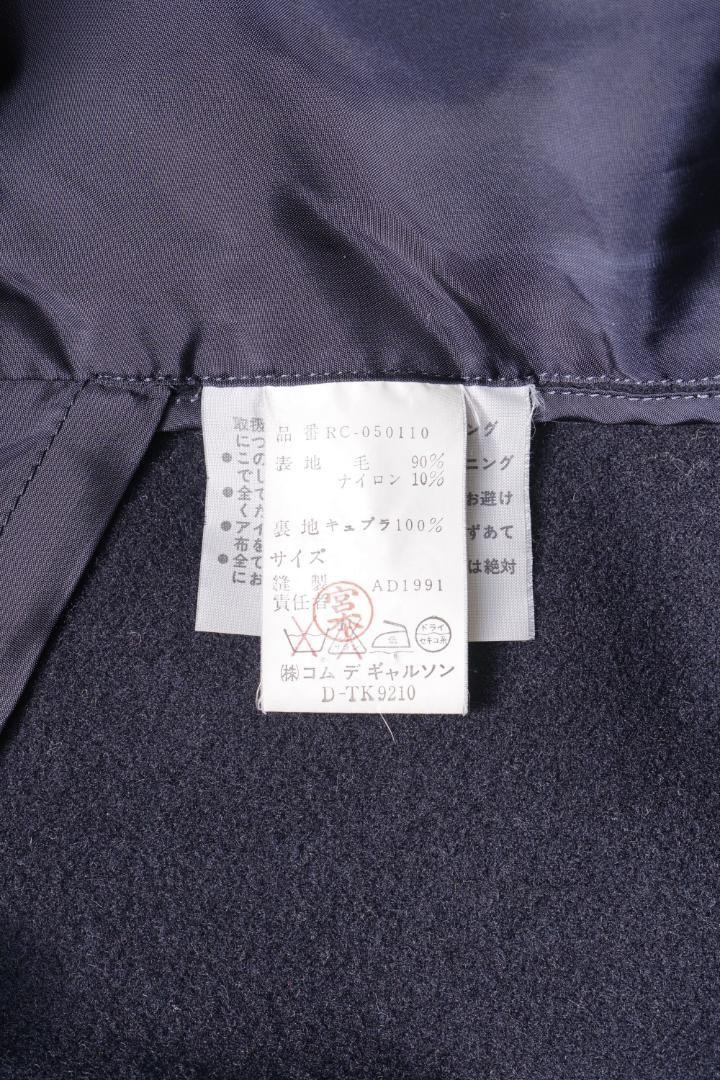 品 番 RC-050110
表 地 毛 90%
ナイロン 10%
裏 地 キュプラ 100%
サイズ
縫 製 AD1991
責任者
宮本
ドライ
セキユ系
㈱コム デ ギャルソン
D-TK9210
取扱
につ
● この
でし
● 全て
くだ
● アイ
布を
● 全て
にお
ング
ニング
お避け
ずあて
は絶対